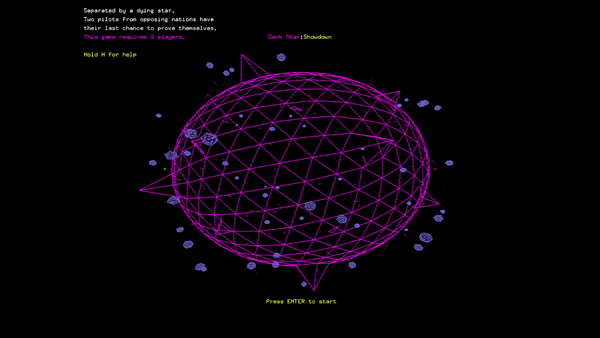 Separated by a dying star,
Two pilots from opposing nations have
their last chance to prove themselves.
This game requires 2 players.
Dark Star:Showdown
Hold H for help
Press ENTER to start